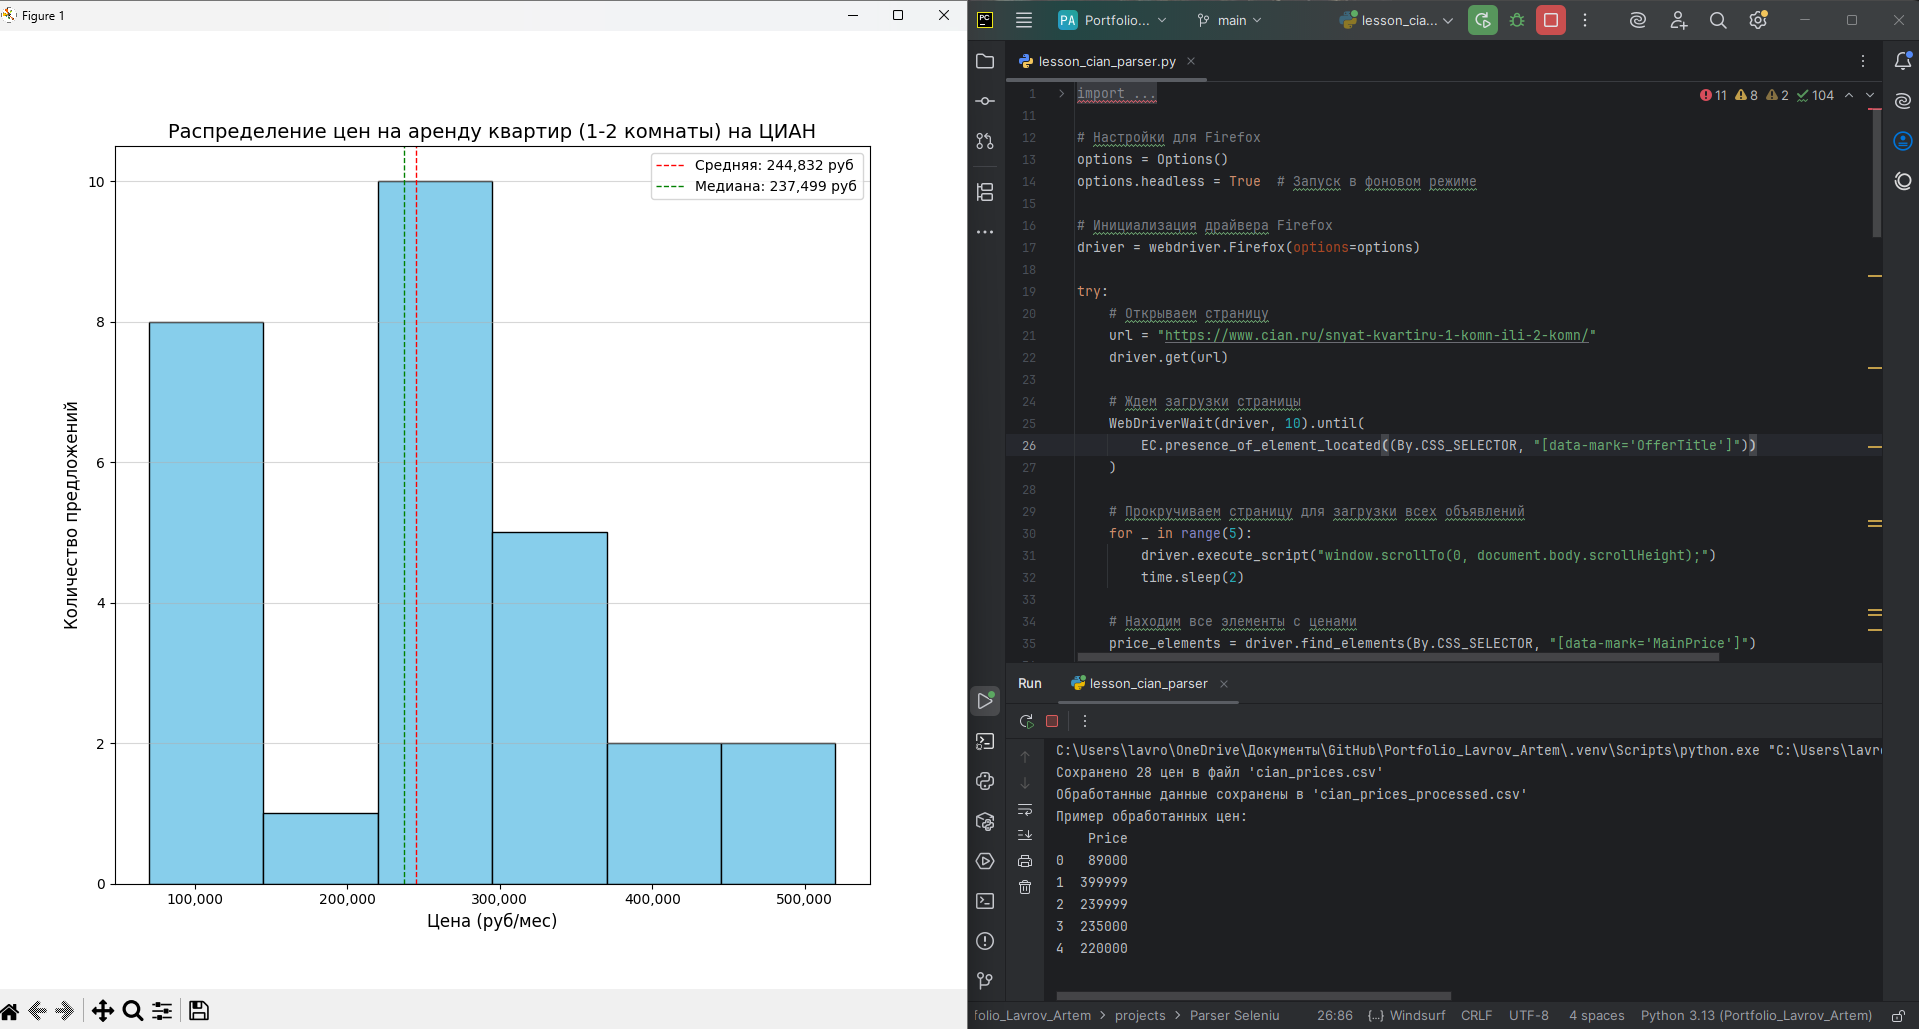 Figure 1
Распределение цен на аренду квартир (1-2 комнаты) на ЦИАН
Средняя: 244,832 руб
Медиана: 237,499 руб
Количество предложений
10
8
6
4
2
0
100,000
200,000
300,000
400,000
500,000
Цена (руб/мес)
PC
PA Portfolio...
main
lesson_cia...
lesson_cian_parser.py
11 8 2 104
1 import ...
11
12 # Настройки для Firefox
13 options = Options()
14 options.headless = True # Запуск в фоновом режиме
15
16 # Инициализация драйвера Firefox
17 driver = webdriver.Firefox(options=options)
18
19 try:
20 # Открываем страницу
21 url = "https://www.cian.ru/snyat-kvartiru-1-komn-ili-2-komn/"
22 driver.get(url)
23
24 # Ждем загрузки страницы
25 WebDriverWait(driver, 10).until(
26 EC.presence_of_element_located((By.CSS_SELECTOR, "[data-mark='OfferTitle']"))
27 )
28
29 # Прокручиваем страницу для загрузки всех объявлений
30 for _ in range(5):
31 driver.execute_script("window.scrollTo(0, document.body.scrollHeight);")
32 time.sleep(2)
33
34 # Находим все элементы с ценами
35 price_elements = driver.find_elements(By.CSS_SELECTOR, "[data-mark='MainPrice']")
Run lesson_cian_parser
C:\Users\lavro\OneDrive\Документы\GitHub\Portfolio_Lavrov_Artem\.venv\Scripts\python.exe "C:\Users\lavr
Сохранено 28 цен в файл 'cian_prices.csv'
Обработанные данные сохранены в 'cian_prices_processed.csv'
Пример обработанных цен:
Price
0 89000
1 399999
2 239999
3 235000
4 220000
folio_Lavrov_Artem > projects > Parser Seleniu
26:86 {...} Windsurf CRLF UTF-8 4 spaces Python 3.13 (Portfolio_Lavrov_Artem)